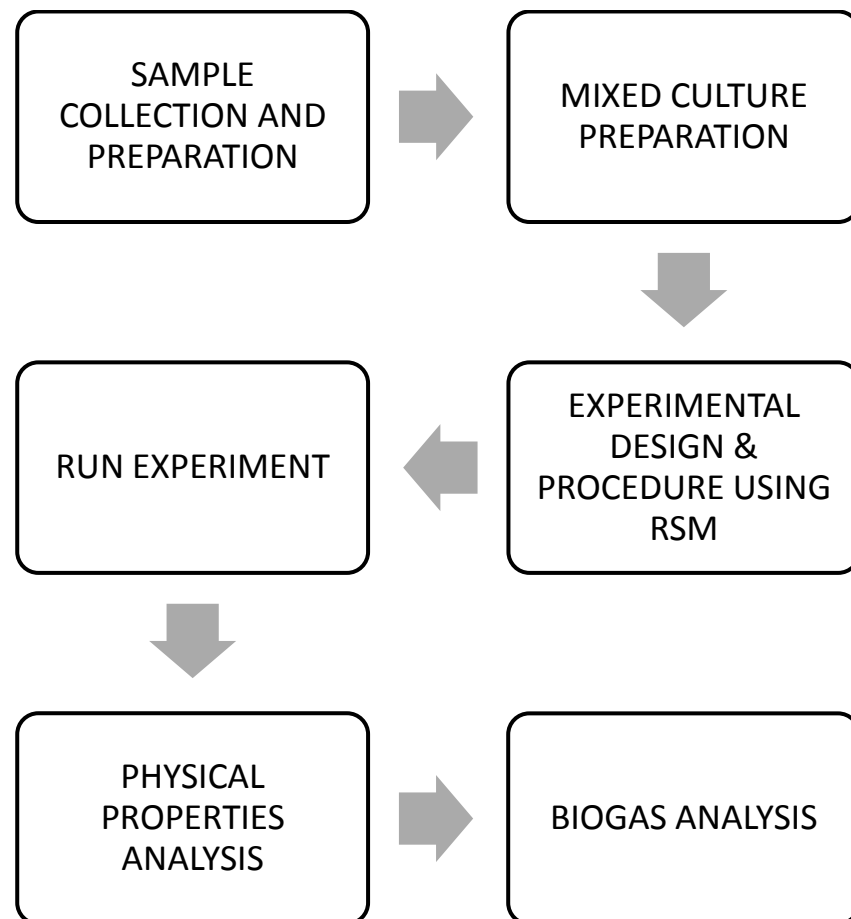 SAMPLE
COLLECTION AND
PREPARATION
MIXED CULTURE
PREPARATION
EXPERIMENTAL
DESIGN &
PROCEDURE USING
RSM
RUN EXPERIMENT
PHYSICAL
PROPERTIES
ANALYSIS
BIOGAS ANALYSIS